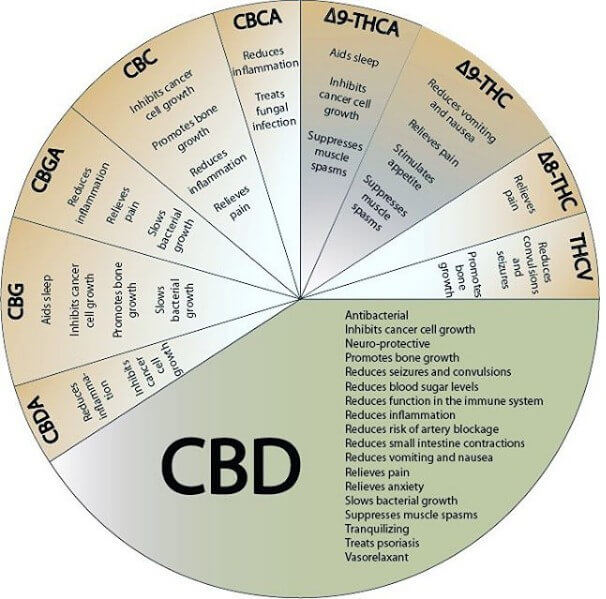 CBCA
Reduces
inflammation
Treats
fungal
infection
Δ9-THCA
Aids sleep
Inhibits
cancer cell
growth
Suppresses
muscle
spasms
Δ9-THC
Reduces vomiting
and nausea
Relieves pain
Stimulates
appetite
Suppresses
muscle
spasms
Δ8-THC
Relieves
pain
THCV
Reduces
convulsions
and
seizures
Promotes
bone
growth
CBD
Antibacterial
Inhibits cancer cell growth
Neuro-protective
Promotes bone growth
Reduces seizures and convulsions
Reduces blood sugar levels
Reduces function in the immune system
Reduces inflammation
Reduces risk of artery blockage
Reduces small intestine contractions
Reduces vomiting and nausea
Relieves pain
Relieves anxiety
Slows bacterial growth
Suppresses muscle spasms
Tranquilizing
Treats psoriasis
Vasorelaxant
CBDA
Reduces
inflamma-
tion
Inhibits
cancer
cell
growth
CBG
Aids sleep
Inhibits cancer
cell growth
Promotes bone
growth
Slows
bacterial
growth
CBGA
Reduces
inflammation
Relieves
pain
Slows
bacterial
growth
CBC
Inhibits cancer
cell growth
Promotes bone
growth
Reduces
inflammation
Relieves
pain